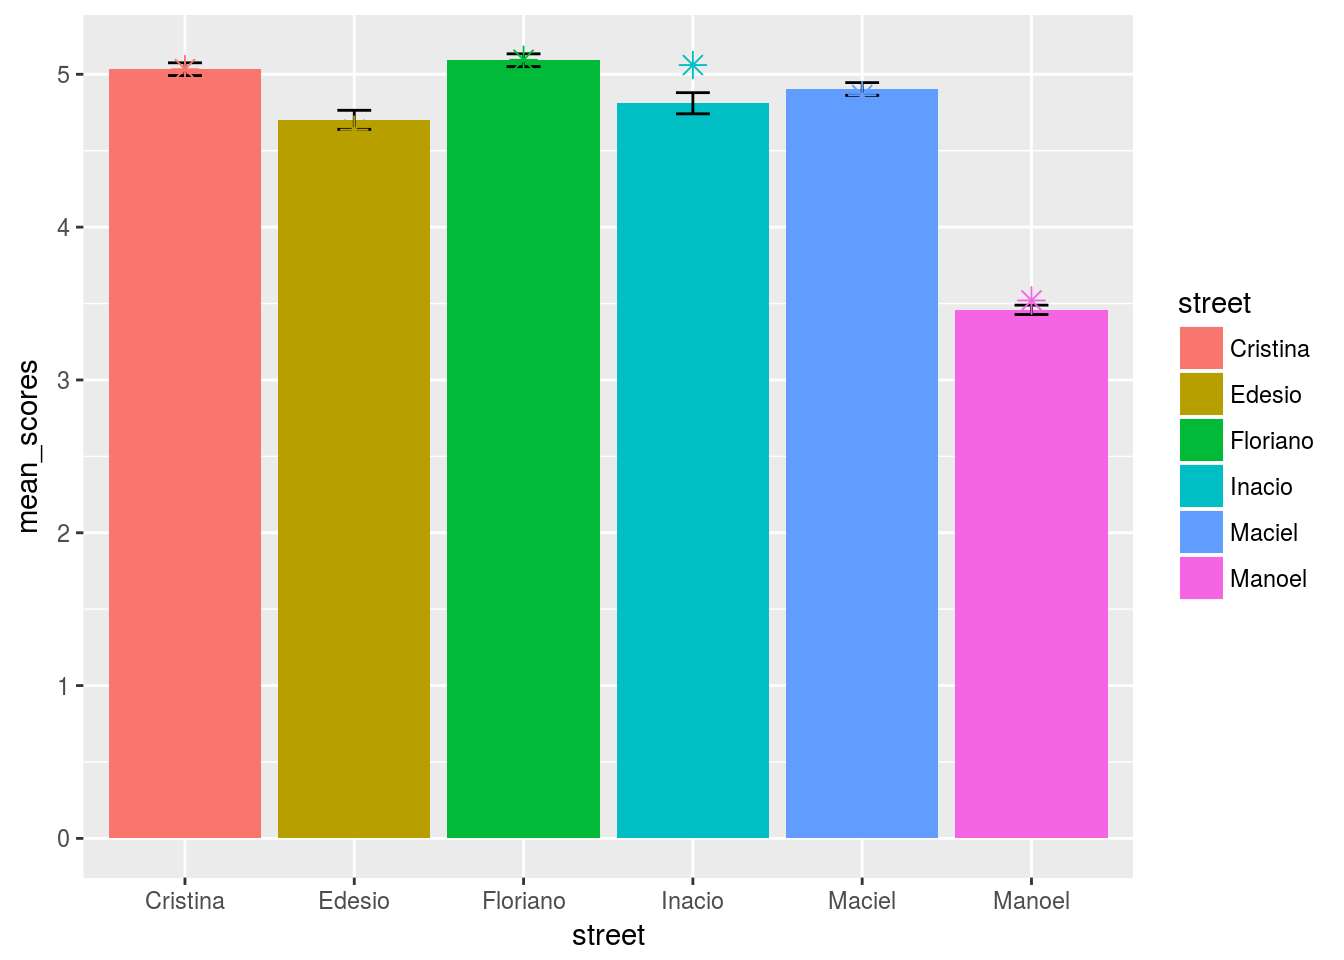 mean_scores
5
4
3
2
1
0
Cristina Edesio Floriano Inacio Maciel Manoel
street
street
Cristina
Edesio
Floriano
Inacio
Maciel
Manoel